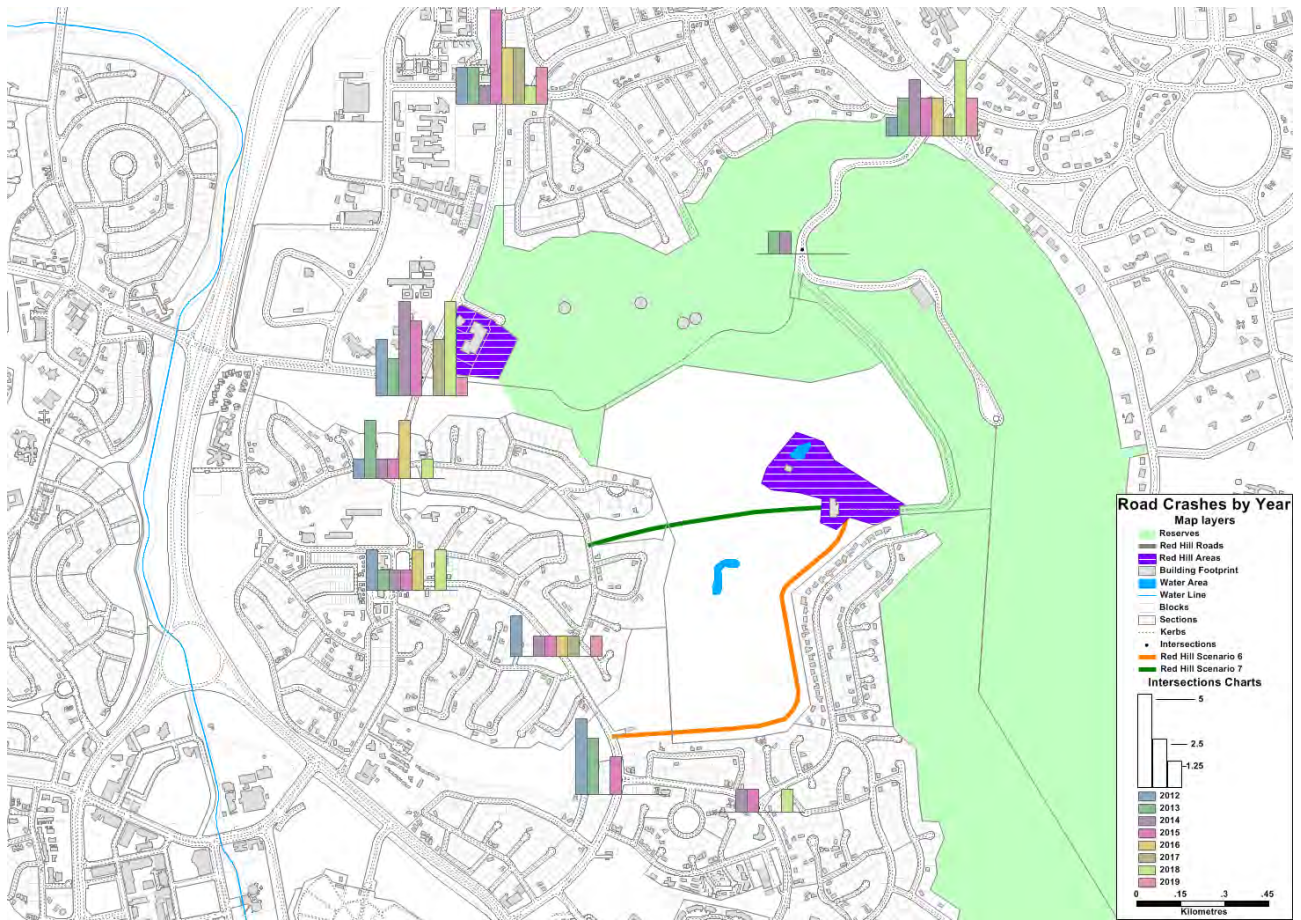 Road Crashes by Year
Map layers
Reserves
Red Hill Roads
Red Hill Areas
Building Footprint
Water Area
Water Line
Blocks
Sections
Kerbs
Intersections
Red Hill Scenario 6
Red Hill Scenario 7
Intersections Charts
5
2.5
1.25
2012
2013
2014
2015
2016
2017
2018
2019
0 .15 .3 .45
Kilometres